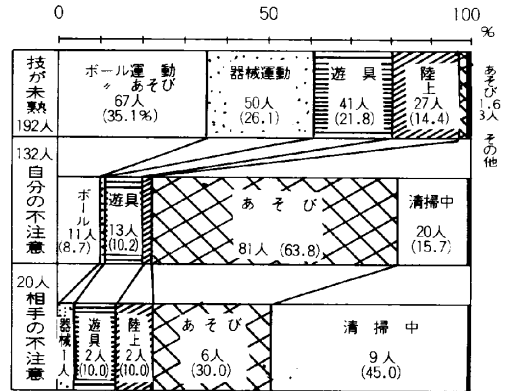 0 50 100
%
技が未熟
192人
ボール運動
〃 あそび
67人
(35.1%)
器械運動
50人
(26.1)
遊具
41人
(21.8)
陸上
27人
(14.4)
あそび
1.6
3人
その他
132人
自分の不注意
ボール
11人
(8.7)
遊具
13人
(10.2)
あそび
81人 (63.8)
清掃中
20人
(15.7)
20人
相手の不注意
器械
1人
遊具
2人
(10.0)
陸上
2人
(10.0)
あそび
6人
(30.0)
清掃中
9人
(45.0)